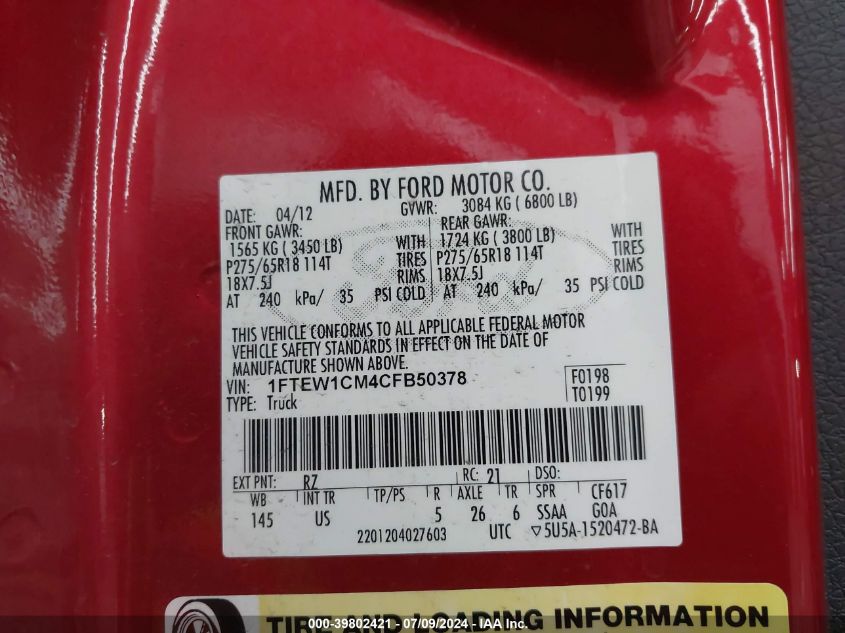 MFD. BY FORD MOTOR CO.
DATE: 04/12 GVWR: 3084 KG ( 6800 LB)
FRONT GAWR: REAR GAWR:
1565 KG ( 3450 LB) WITH 1724 KG ( 3800 LB) WITH
P275/65R18 114T TIRES P275/65R18 114T TIRES
18X7.5J RIMS 18X7.5J RIMS
AT 240 kPa/ 35 PSI COLD AT 240 kPa/ 35 PSI COLD
THIS VEHICLE CONFORMS TO ALL APPLICABLE FEDERAL MOTOR
VEHICLE SAFETY STANDARDS IN EFFECT ON THE DATE OF
MANUFACTURE SHOWN ABOVE.
VIN: 1FTEW1CM4CFB50378 F0198
TYPE: Truck T0199
EXT PNT: RZ RC: 21 DSO:
WB INT TR TP/PS R AXLE TR SPR CF617
145 US 5 26 6 SSAA GOA
2201204027603 UTC ▽5U5A-1520472-BA
TIRE AND LOADING INFORMATION
000-39802421 - 07/09/2024 - IAA, Inc.